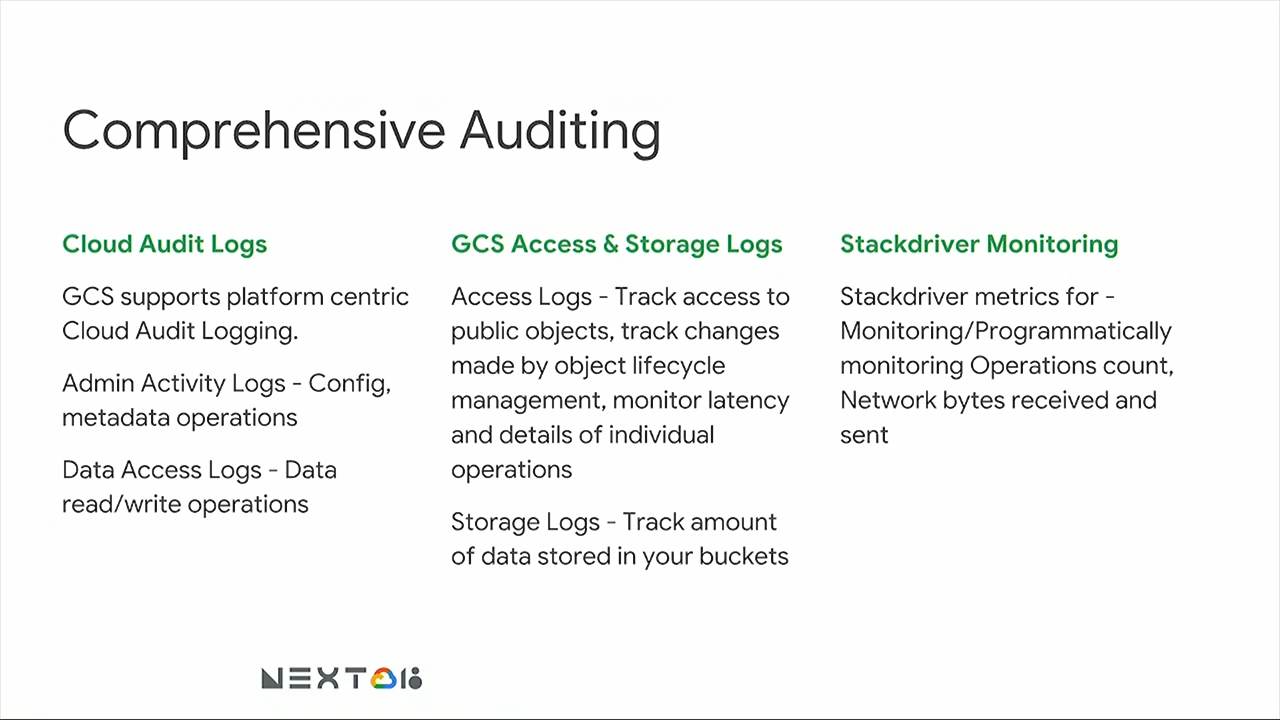 Comprehensive Auditing
Cloud Audit Logs
GCS supports platform centric
Cloud Audit Logging.
Admin Activity Logs - Config,
metadata operations
Data Access Logs - Data
read/write operations
GCS Access & Storage Logs
Access Logs - Track access to
public objects, track changes
made by object lifecycle
management, monitor latency
and details of individual
operations
Storage Logs - Track amount
of data stored in your buckets
Stackdriver Monitoring
Stackdriver metrics for -
Monitoring/Programmatically
monitoring Operations count,
Network bytes received and
sent
NEXT 18